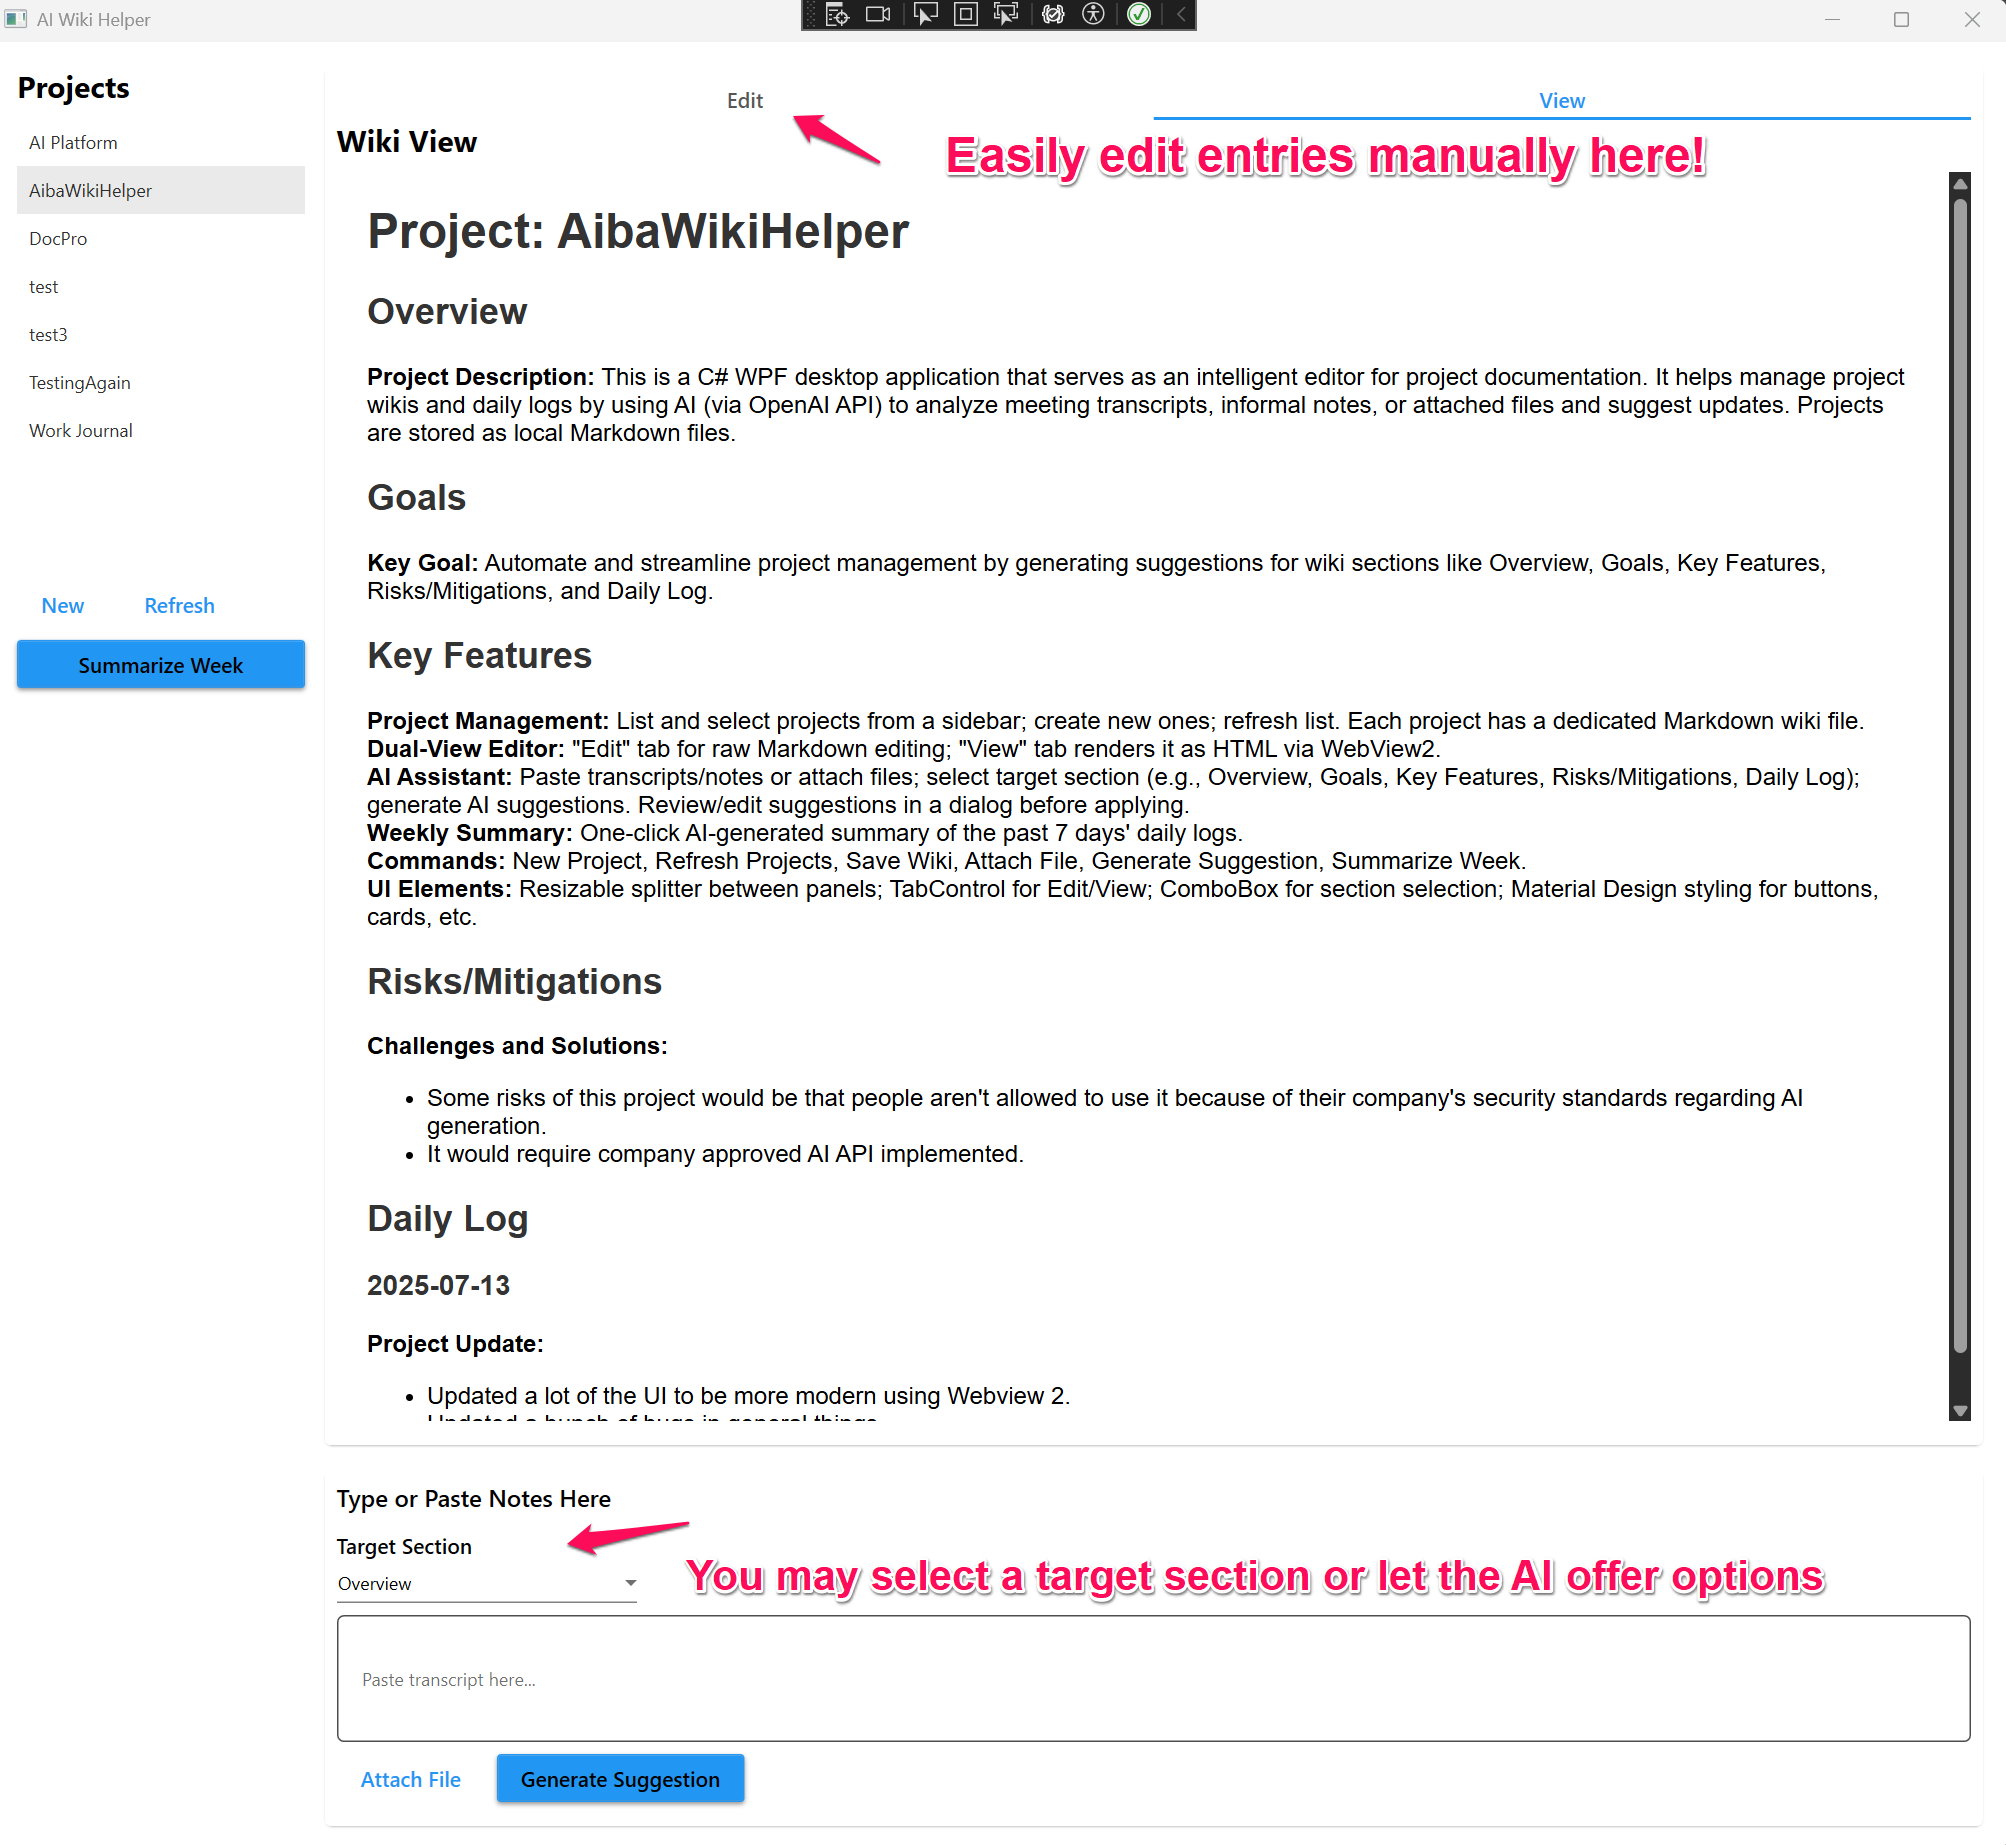 AI Wiki Helper
Projects
AI Platform
AibaWikiHelper
DocPro
test
test3
TestingAgain
Work Journal
New
Refresh
Summarize Week
Edit
View
Wiki View
Easily edit entries manually here!
Project: AibaWikiHelper
Overview
Project Description: This is a C# WPF desktop application that serves as an intelligent editor for project documentation. It helps manage project
wikis and daily logs by using AI (via OpenAI API) to analyze meeting transcripts, informal notes, or attached files and suggest updates. Projects
are stored as local Markdown files.
Goals
Key Goal: Automate and streamline project management by generating suggestions for wiki sections like Overview, Goals, Key Features,
Risks/Mitigations, and Daily Log.
Key Features
Project Management: List and select projects from a sidebar; create new ones; refresh list. Each project has a dedicated Markdown wiki file.
Dual-View Editor: "Edit" tab for raw Markdown editing; "View" tab renders it as HTML via WebView2.
AI Assistant: Paste transcripts/notes or attach files; select target section (e.g., Overview, Goals, Key Features, Risks/Mitigations, Daily Log);
generate AI suggestions. Review/edit suggestions in a dialog before applying.
Weekly Summary: One-click AI-generated summary of the past 7 days' daily logs.
Commands: New Project, Refresh Projects, Save Wiki, Attach File, Generate Suggestion, Summarize Week.
UI Elements: Resizable splitter between panels; TabControl for Edit/View; ComboBox for section selection; Material Design styling for buttons,
cards, etc.
Risks/Mitigations
Challenges and Solutions:
• Some risks of this project would be that people aren't allowed to use it because of their company's security standards regarding AI
generation.
• It would require company approved AI API implemented.
Daily Log
2025-07-13
Project Update:
• Updated a lot of the UI to be more modern using Webview 2.
Updated a bunch of bugs in general things
Type or Paste Notes Here
Target Section
Overview
You may select a target section or let the AI offer options
Paste transcript here...
Attach File
Generate Suggestion